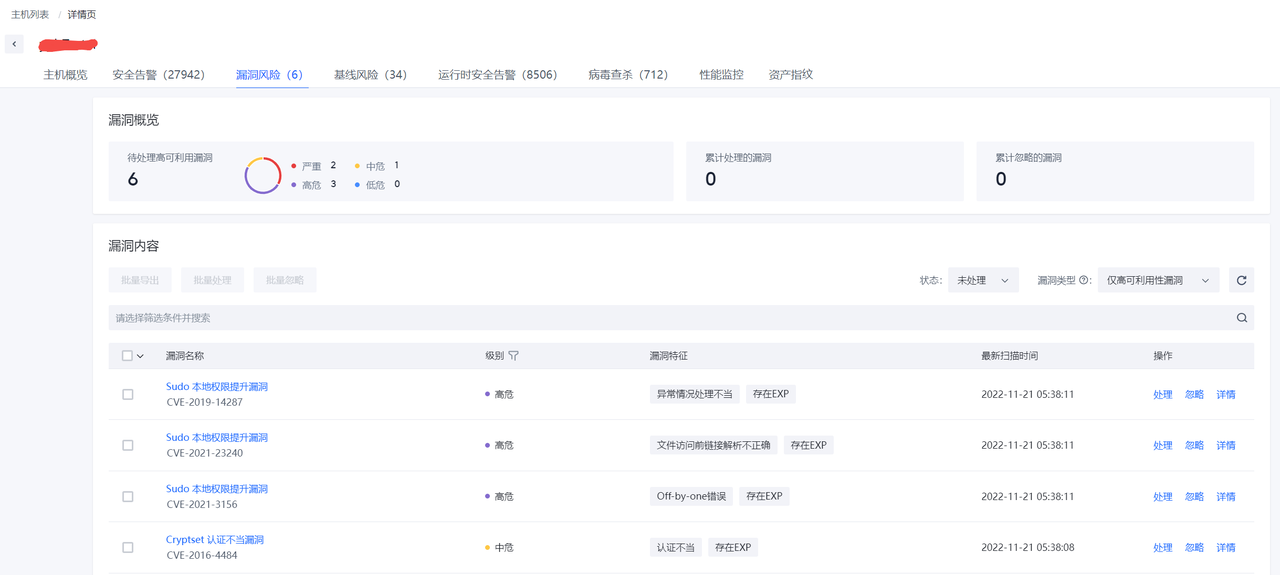 主机列表 / 详情页
主机概览 安全告警（27942） 漏洞风险（6） 基线风险（34） 运行时安全告警（8506） 病毒查杀（712） 性能监控 资产指纹
漏洞概览
待处理高可利用漏洞 严重 2 中危 1 累计处理的漏洞 累计忽略的漏洞
6 高危 3 低危 0 0 0
漏洞内容
批量导出 批量处理 批量忽略 状态: 未处理 漏洞类型 ?: 仅高可利用性漏洞
请选择筛选条件并搜索
漏洞名称 级别 漏洞特征 最新扫描时间 操作
Sudo 本地权限提升漏洞
CVE-2019-14287 高危 异常情况处理不当 存在EXP 2022-11-21 05:38:11 处理 忽略 详情
Sudo 本地权限提升漏洞
CVE-2021-23240 高危 文件访问前链接解析不正确 存在EXP 2022-11-21 05:38:11 处理 忽略 详情
Sudo 本地权限提升漏洞
CVE-2021-3156 高危 Off-by-one错误 存在EXP 2022-11-21 05:38:11 处理 忽略 详情
Cryptset 认证不当漏洞
CVE-2016-4484 中危 认证不当 存在EXP 2022-11-21 05:38:08 处理 忽略 详情